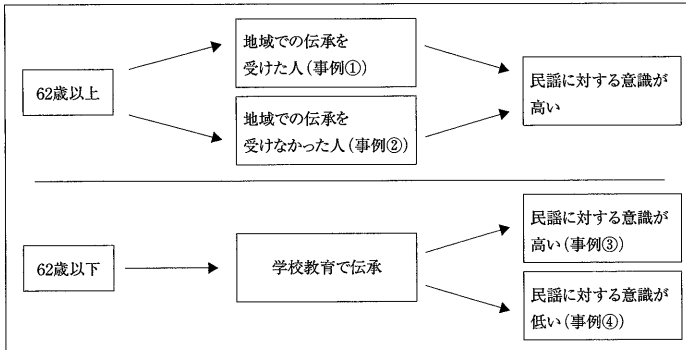 62歳以上
地域での伝承を
受けた人(事例①)
地域での伝承を
受けなかった人(事例②)
民謡に対する意識が
高い
62歳以下
学校教育で伝承
民謡に対する意識が
高い(事例③)
民謡に対する意識が
低い(事例④)